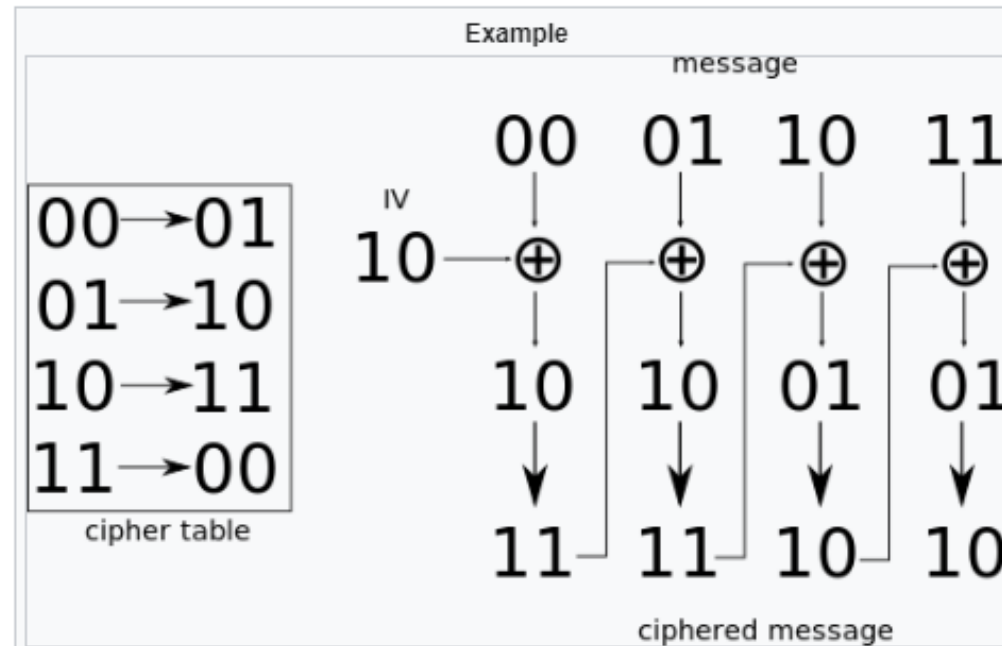 Example
message
00 01 10 11
IV
10
00 01
01 10
10 11
11 00
cipher table
10 10 01 01
11 11 10 10
ciphered message